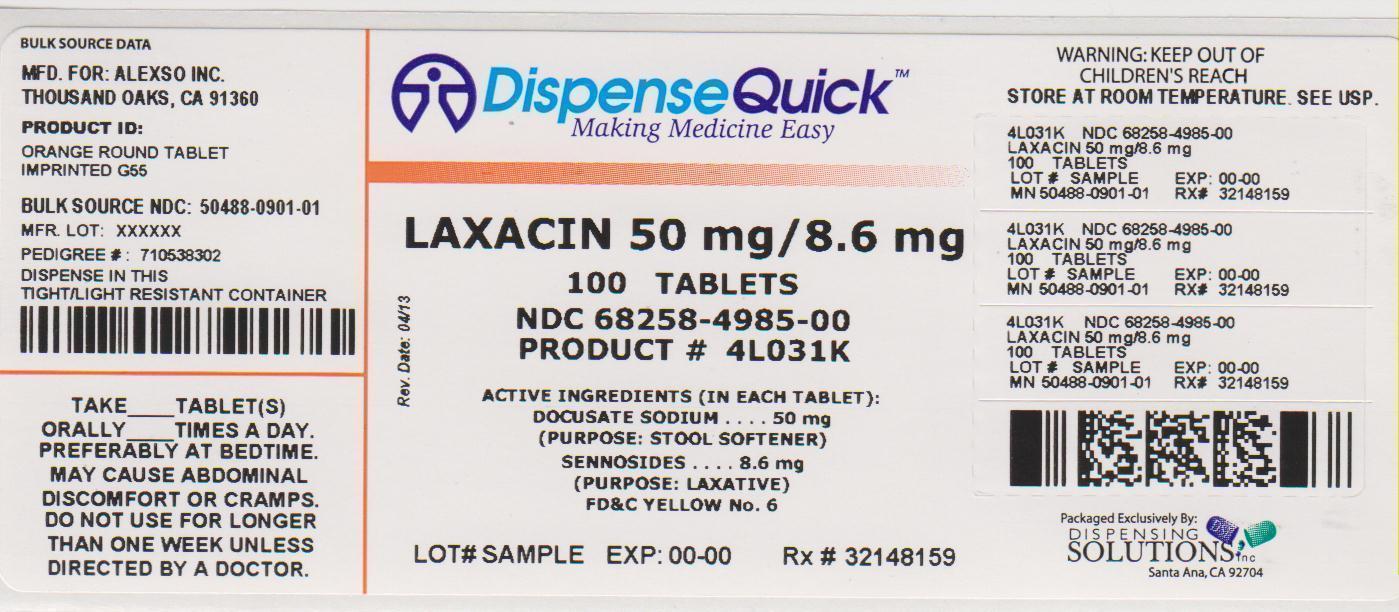 BULK SOURCE DATA
MFD. FOR: ALEXSO INC.
THOUSAND OAKS, CA 91360
PRODUCT ID:
ORANGE ROUND TABLET
IMPRINTED G55
BULK SOURCE NDC: 50488-0901-01
MFR. LOT: XXXXXX
PEDIGREE #: 710538302
DISPENSE IN THIS
TIGHT/LIGHT RESISTANT CONTAINER
TAKE____TABLET(S)
ORALLY____TIMES A DAY.
PREFERABLY AT BEDTIME.
MAY CAUSE ABDOMINAL
DISCOMFORT OR CRAMPS.
DO NOT USE FOR LONGER
THAN ONE WEEK UNLESS
DIRECTED BY A DOCTOR.
DispenseQuick™
Making Medicine Easy
LAXACIN 50 mg/8.6 mg
100 TABLETS
NDC 68258-4985-00
PRODUCT # 4L031K
Rev. Date: 04/13
ACTIVE INGREDIENTS (IN EACH TABLET):
DOCUSATE SODIUM .... 50 mg
(PURPOSE: STOOL SOFTENER)
SENNOSIDES .... 8.6 mg
(PURPOSE: LAXATIVE)
FD&C YELLOW No. 6
LOT# SAMPLE EXP: 00-00 Rx # 32148159
WARNING: KEEP OUT OF
CHILDREN'S REACH
STORE AT ROOM TEMPERATURE. SEE USP.
4L031K NDC 68258-4985-00
LAXACIN 50 mg/8.6 mg
100 TABLETS
LOT # SAMPLE EXP: 00-00
MN 50488-0901-01 RX# 32148159
4L031K NDC 68258-4985-00
LAXACIN 50 mg/8.6 mg
100 TABLETS
LOT # SAMPLE EXP: 00-00
MN 50488-0901-01 RX# 32148159
4L031K NDC 68258-4985-00
LAXACIN 50 mg/8.6 mg
100 TABLETS
LOT # SAMPLE EXP: 00-00
MN 50488-0901-01 RX# 32148159
Packaged Exclusively By:
DISPENSING
SOLUTIONS Inc
Santa Ana, CA 92704